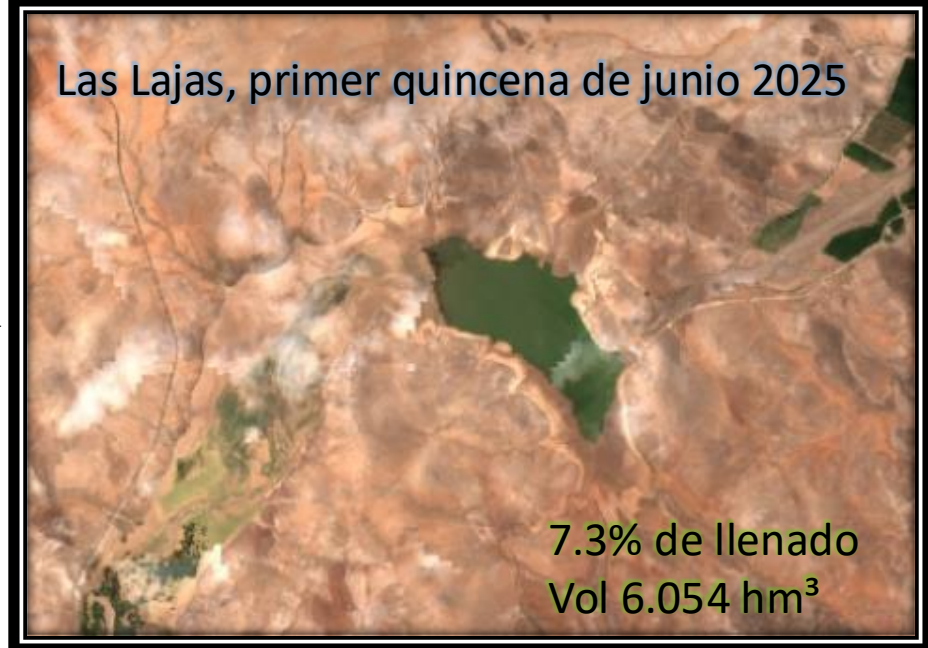 Las Lajas, primer quincena de junio 2025
7.3% de llenado
Vol 6.054 hm³